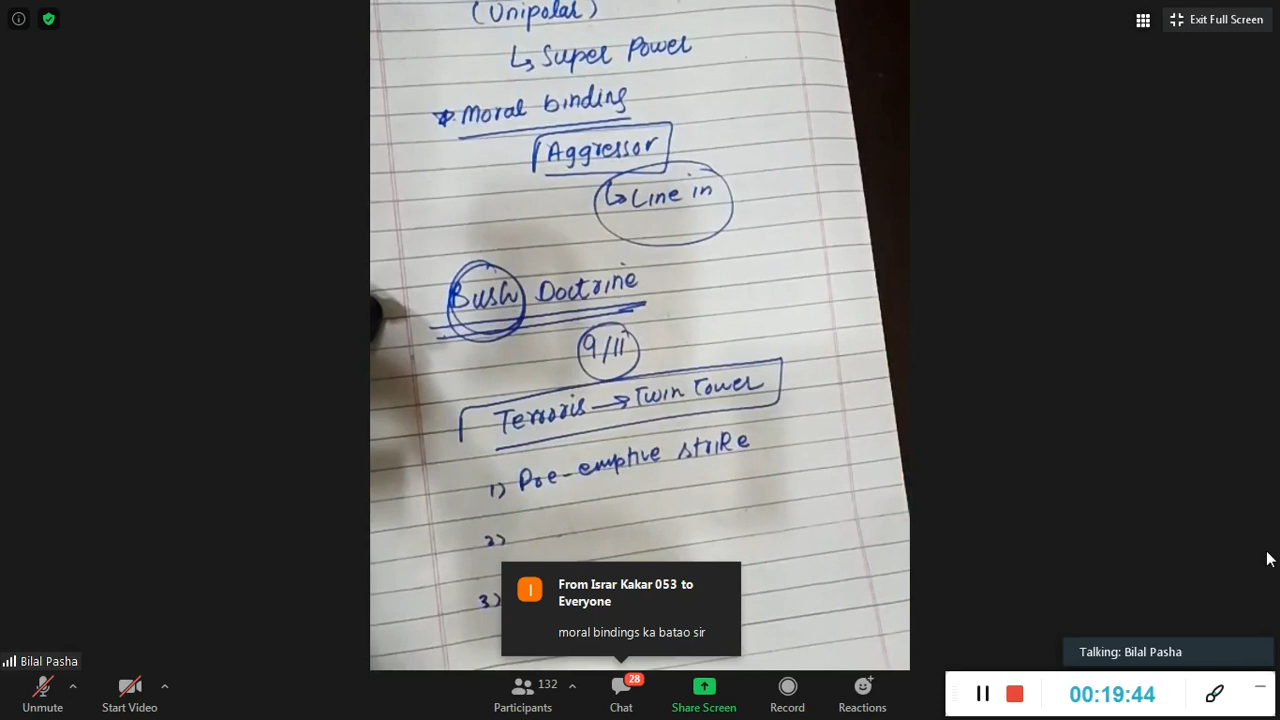 Exit Full Screen
(Unipolar)
↳ Super Power
* Moral binding
Aggressor
↳ Line in
Bush Doctrine
9/11
Terroris → Twin Tower
1) Pre-emptive strike
2)
3)
From Israr Kakar 053 to
Everyone
moral bindings ka batao sir
Bilal Pasha
Talking: Bilal Pasha
Unmute
Start Video
132
Participants
28
Chat
Share Screen
Record
Reactions
00:19:44